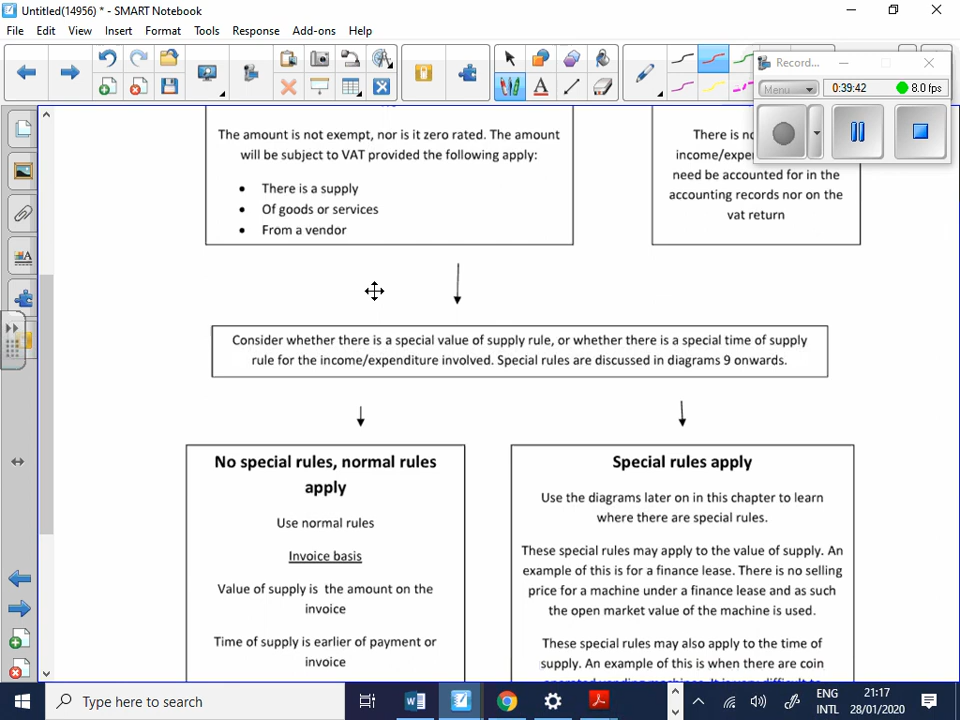 Untitled(14956) * - SMART Notebook
File Edit View Insert Format Tools Response Add-ons Help
Record...
Menu
0:39:42
8.0 fps
The amount is not exempt, nor is it zero rated. The amount
will be subject to VAT provided the following apply:
• There is a supply
• Of goods or services
• From a vendor
There is no
need be accounted for in the
accounting records nor on the
vat return
Consider whether there is a special value of supply rule, or whether there is a special time of supply
rule for the income/expenditure involved. Special rules are discussed in diagrams 9 onwards.
No special rules, normal rules
apply
Use normal rules
Invoice basis
Value of supply is the amount on the
invoice
Time of supply is earlier of payment or
invoice
Special rules apply
Use the diagrams later on in this chapter to learn
where there are special rules.
These special rules may apply to the value of supply. An
example of this is for a finance lease. There is no selling
price for a machine under a finance lease and as such
the open market value of the machine is used.
These special rules may also apply to the time of
supply. An example of this is when there are coin
Type here to search
ENG
INTL
21:17
28/01/2020